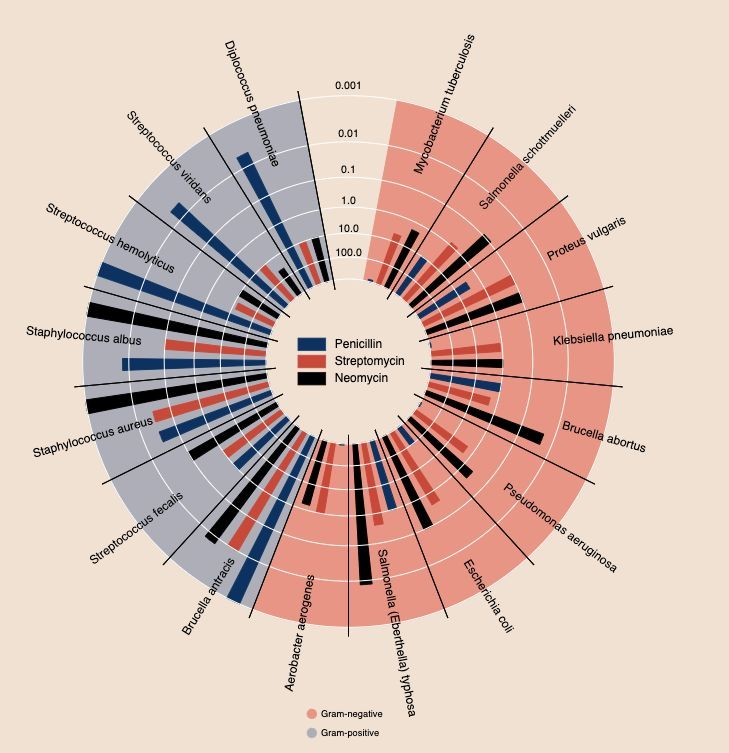 0.001
0.01
0.1
1.0
10.0
100.0
Mycobacterium tuberculosis
Salmonella schottmuelleri
Proteus vulgaris
Klebsiella pneumoniae
Brucella abortus
Pseudomonas aeruginosa
Escherichia coli
Salmonella (Eberthella) typhosa
Aerobacter aerogenes
Brucella antracis
Streptococcus fecalis
Staphylococcus aureus
Staphylococcus albus
Streptococcus hemolyticus
Streptococcus viridans
Diplococcus pneumoniae
Penicillin
Streptomycin
Neomycin
Gram-negative
Gram-positive